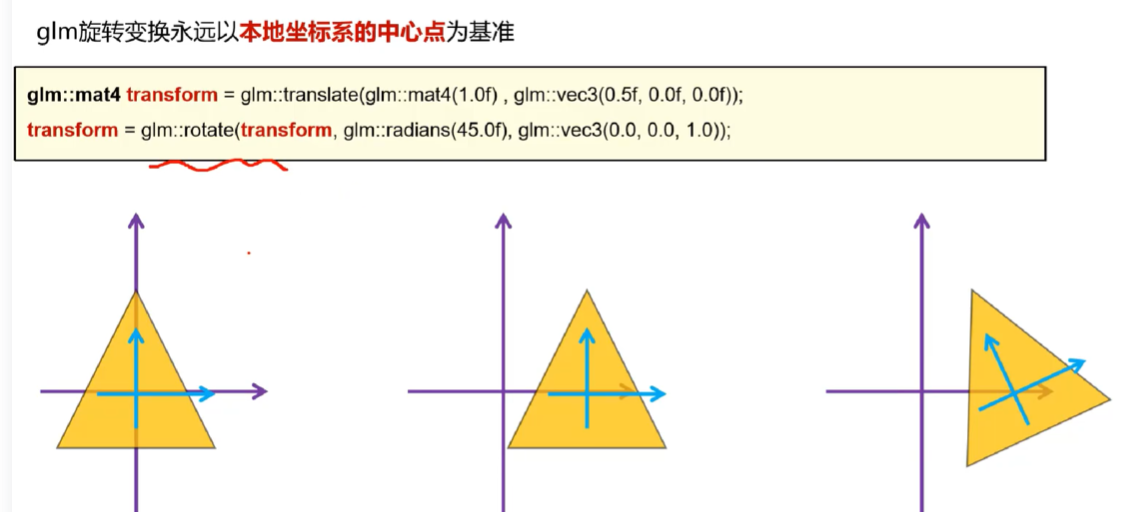 glm旋转变换永远以本地坐标系的中心点为基准
glm::mat4 transform = glm::translate(glm::mat4(1.0f) , glm::vec3(0.5f, 0.0f, 0.0f));
transform = glm::rotate(transform, glm::radians(45.0f), glm::vec3(0.0, 0.0, 1.0));